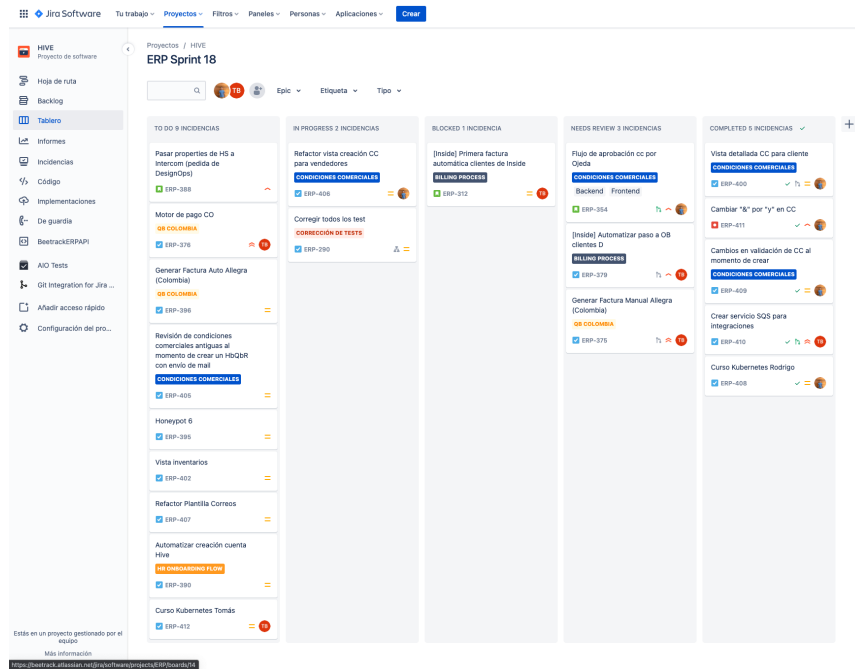 Jira Software
Tu trabajo
Proyectos
Filtros
Paneles
Personas
Aplicaciones
Crear
HIVE
Proyecto de software
Hoja de ruta
Backlog
Tablero
Informes
Incidencias
Código
Implementaciones
De guardia
BeetrackERPAPI
AIO Tests
Git Integration for Jira ...
Añadir acceso rápido
Configuración del pro...
Estás en un proyecto gestionado por el
equipo
Más información
https://beetrack.atlassian.net/jira/software/projects/ERP/boards/14
Proyectos / HIVE
ERP Sprint 18
TB
Epic
Etiqueta
Tipo
TO DO 9 INCIDENCIAS
Pasar properties de HS a
Intercom (pedida de
DesignOps)
ERP-388
Motor de pago CO
QB COLOMBIA
ERP-376
TB
Generar Factura Auto Allegra
(Colombia)
QB COLOMBIA
ERP-396
Revisión de condiciones
comerciales antiguas al
momento de crear un HbQbR
con envío de mail
CONDICIONES COMERCIALES
ERP-405
Honeypot 6
ERP-395
Vista inventarios
ERP-402
Refactor Plantilla Correos
ERP-407
Automatizar creación cuenta
Hive
HR ONBOARDING FLOW
ERP-390
Curso Kubernetes Tomás
ERP-412
TB
IN PROGRESS 2 INCIDENCIAS
Refactor vista creación CC
para vendedores
CONDICIONES COMERCIALES
ERP-406
Corregir todos los test
CORRECCIÓN DE TESTS
ERP-290
BLOCKED 1 INCIDENCIA
[Inside] Primera factura
automática clientes de Inside
BILLING PROCESS
ERP-312
TB
NEEDS REVIEW 3 INCIDENCIAS
Flujo de aprobación cc por
Ojeda
CONDICIONES COMERCIALES
Backend Frontend
ERP-354
[Inside] Automatizar paso a OB
clientes D
BILLING PROCESS
ERP-379
TB
Generar Factura Manual Allegra
(Colombia)
QB COLOMBIA
ERP-375
TB
COMPLETED 5 INCIDENCIAS
Vista detallada CC para cliente
CONDICIONES COMERCIALES
ERP-400
Cambiar "&" por "y" en CC
ERP-411
Cambios en validación de CC al
momento de crear
CONDICIONES COMERCIALES
ERP-409
Crear servicio SQS para
integraciones
ERP-410
TB
Curso Kubernetes Rodrigo
ERP-408